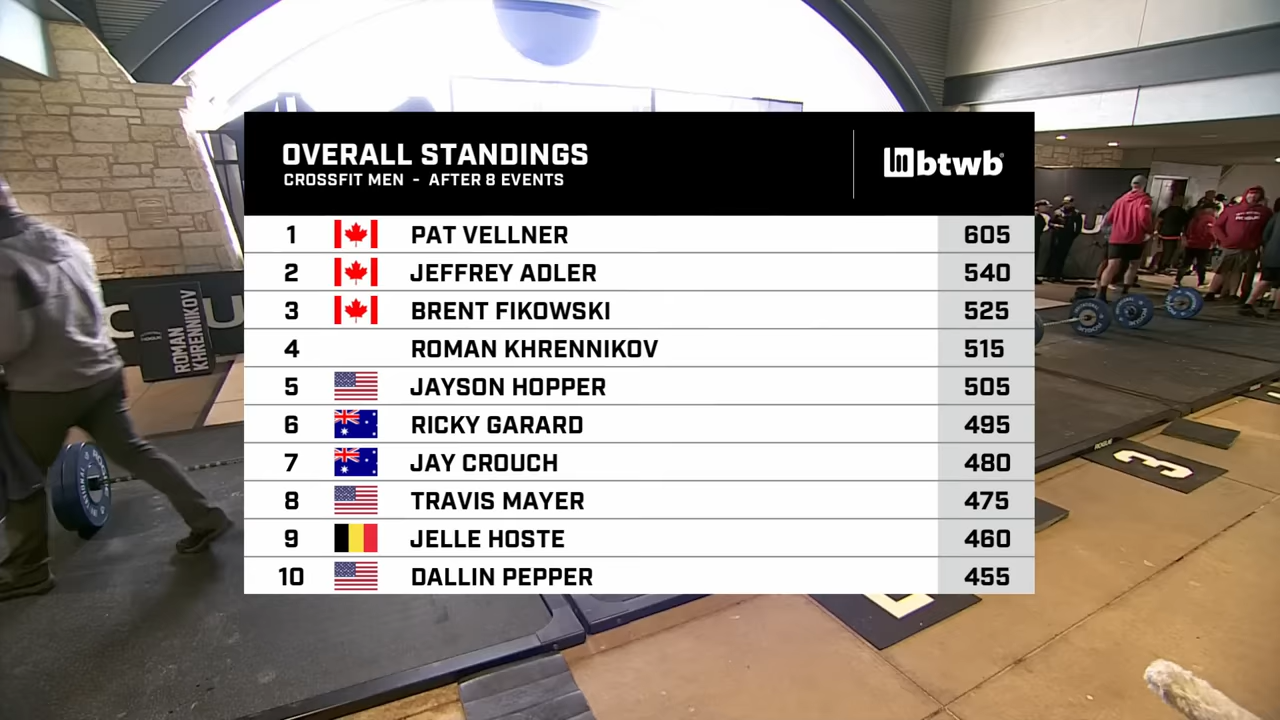 OVERALL STANDINGS
CROSSFIT MEN - AFTER 8 EVENTS
btwb
1 PAT VELLNER 605
2 JEFFREY ADLER 540
3 BRENT FIKOWSKI 525
4 ROMAN KHRENNIKOV 515
5 JAYSON HOPPER 505
6 RICKY GARARD 495
7 JAY CROUCH 480
8 TRAVIS MAYER 475
9 JELLE HOSTE 460
10 DALLIN PEPPER 455
ROMAN
KHRENNIKOV
ROGUE
3